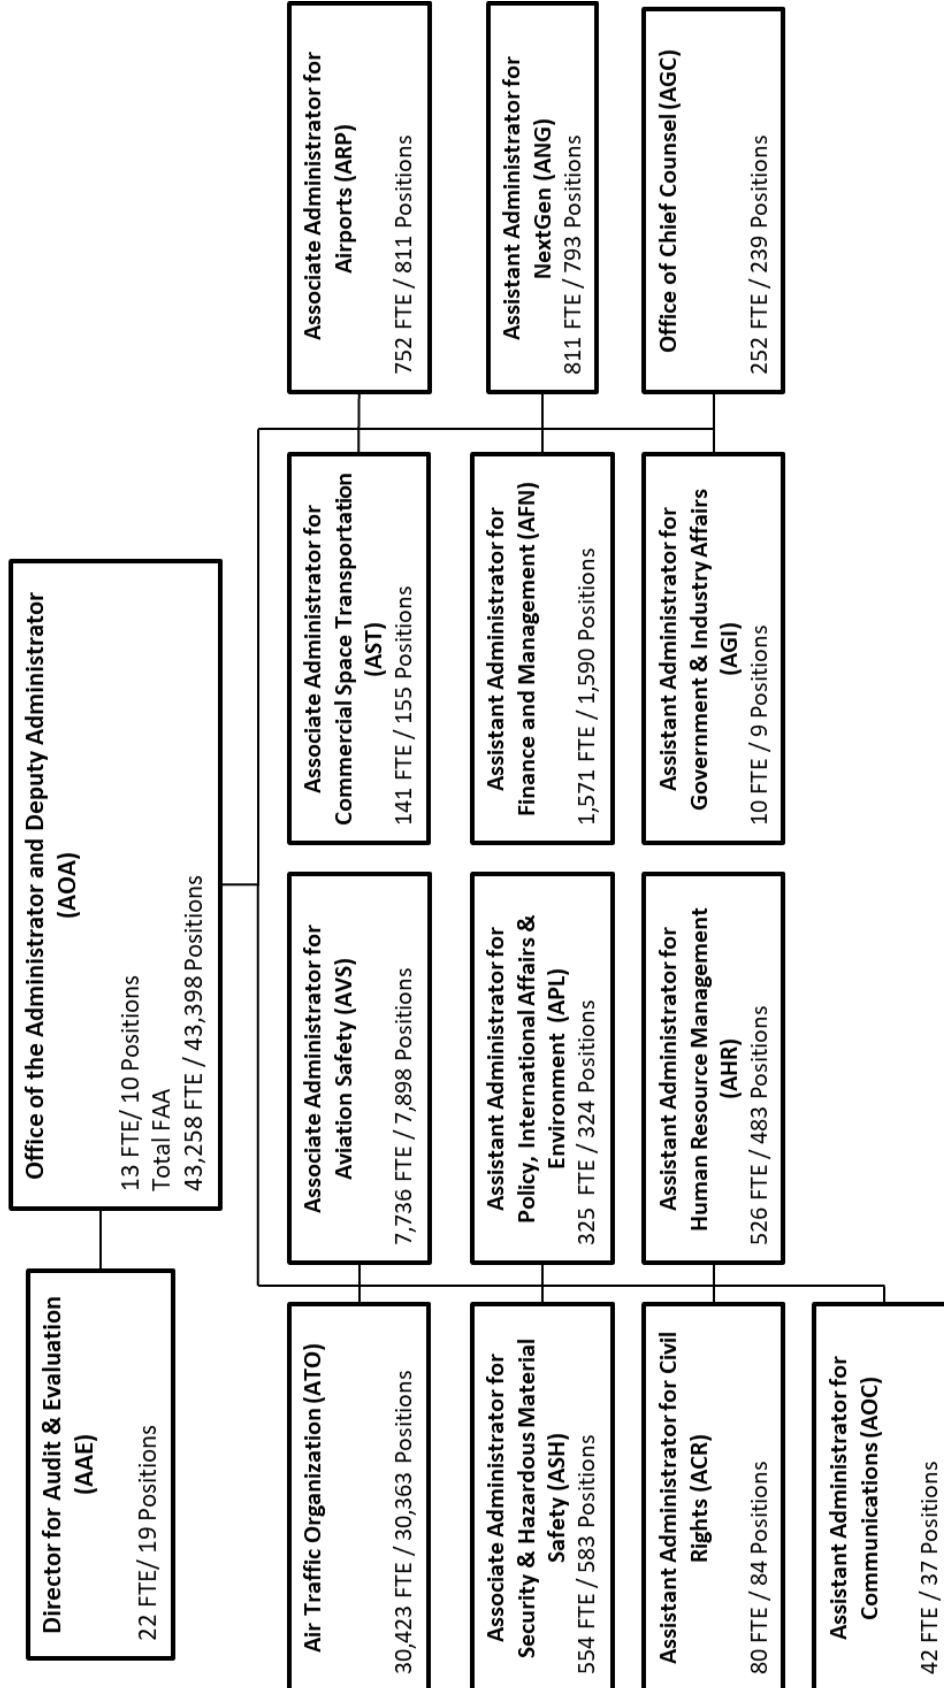 Office of the Administrator and Deputy Administrator
(AOA)
13 FTE/ 10 Positions
Total FAA
43,258 FTE / 43,398 Positions
Director for Audit & Evaluation
(AAE)
22 FTE/ 19 Positions
Air Traffic Organization (ATO)
30,423 FTE / 30,363 Positions
Associate Administrator for
Aviation Safety (AVS)
7,736 FTE / 7,898 Positions
Associate Administrator for
Commercial Space Transportation
(AST)
141 FTE / 155 Positions
Associate Administrator for
Airports (ARP)
752 FTE / 811 Positions
Associate Administrator for
Security & Hazardous Material
Safety (ASH)
554 FTE / 583 Positions
Assistant Administrator for
Policy, International Affairs &
Environment (APL)
325 FTE / 324 Positions
Assistant Administrator for
Finance and Management (AFN)
1,571 FTE / 1,590 Positions
Assistant Administrator for
NextGen (ANG)
811 FTE / 793 Positions
Assistant Administrator for Civil
Rights (ACR)
80 FTE / 84 Positions
Assistant Administrator for
Human Resource Management
(AHR)
526 FTE / 483 Positions
Assistant Administrator for
Government & Industry Affairs
(AGI)
10 FTE / 9 Positions
Office of Chief Counsel (AGC)
252 FTE / 239 Positions
Assistant Administrator for
Communications (AOC)
42 FTE / 37 Positions